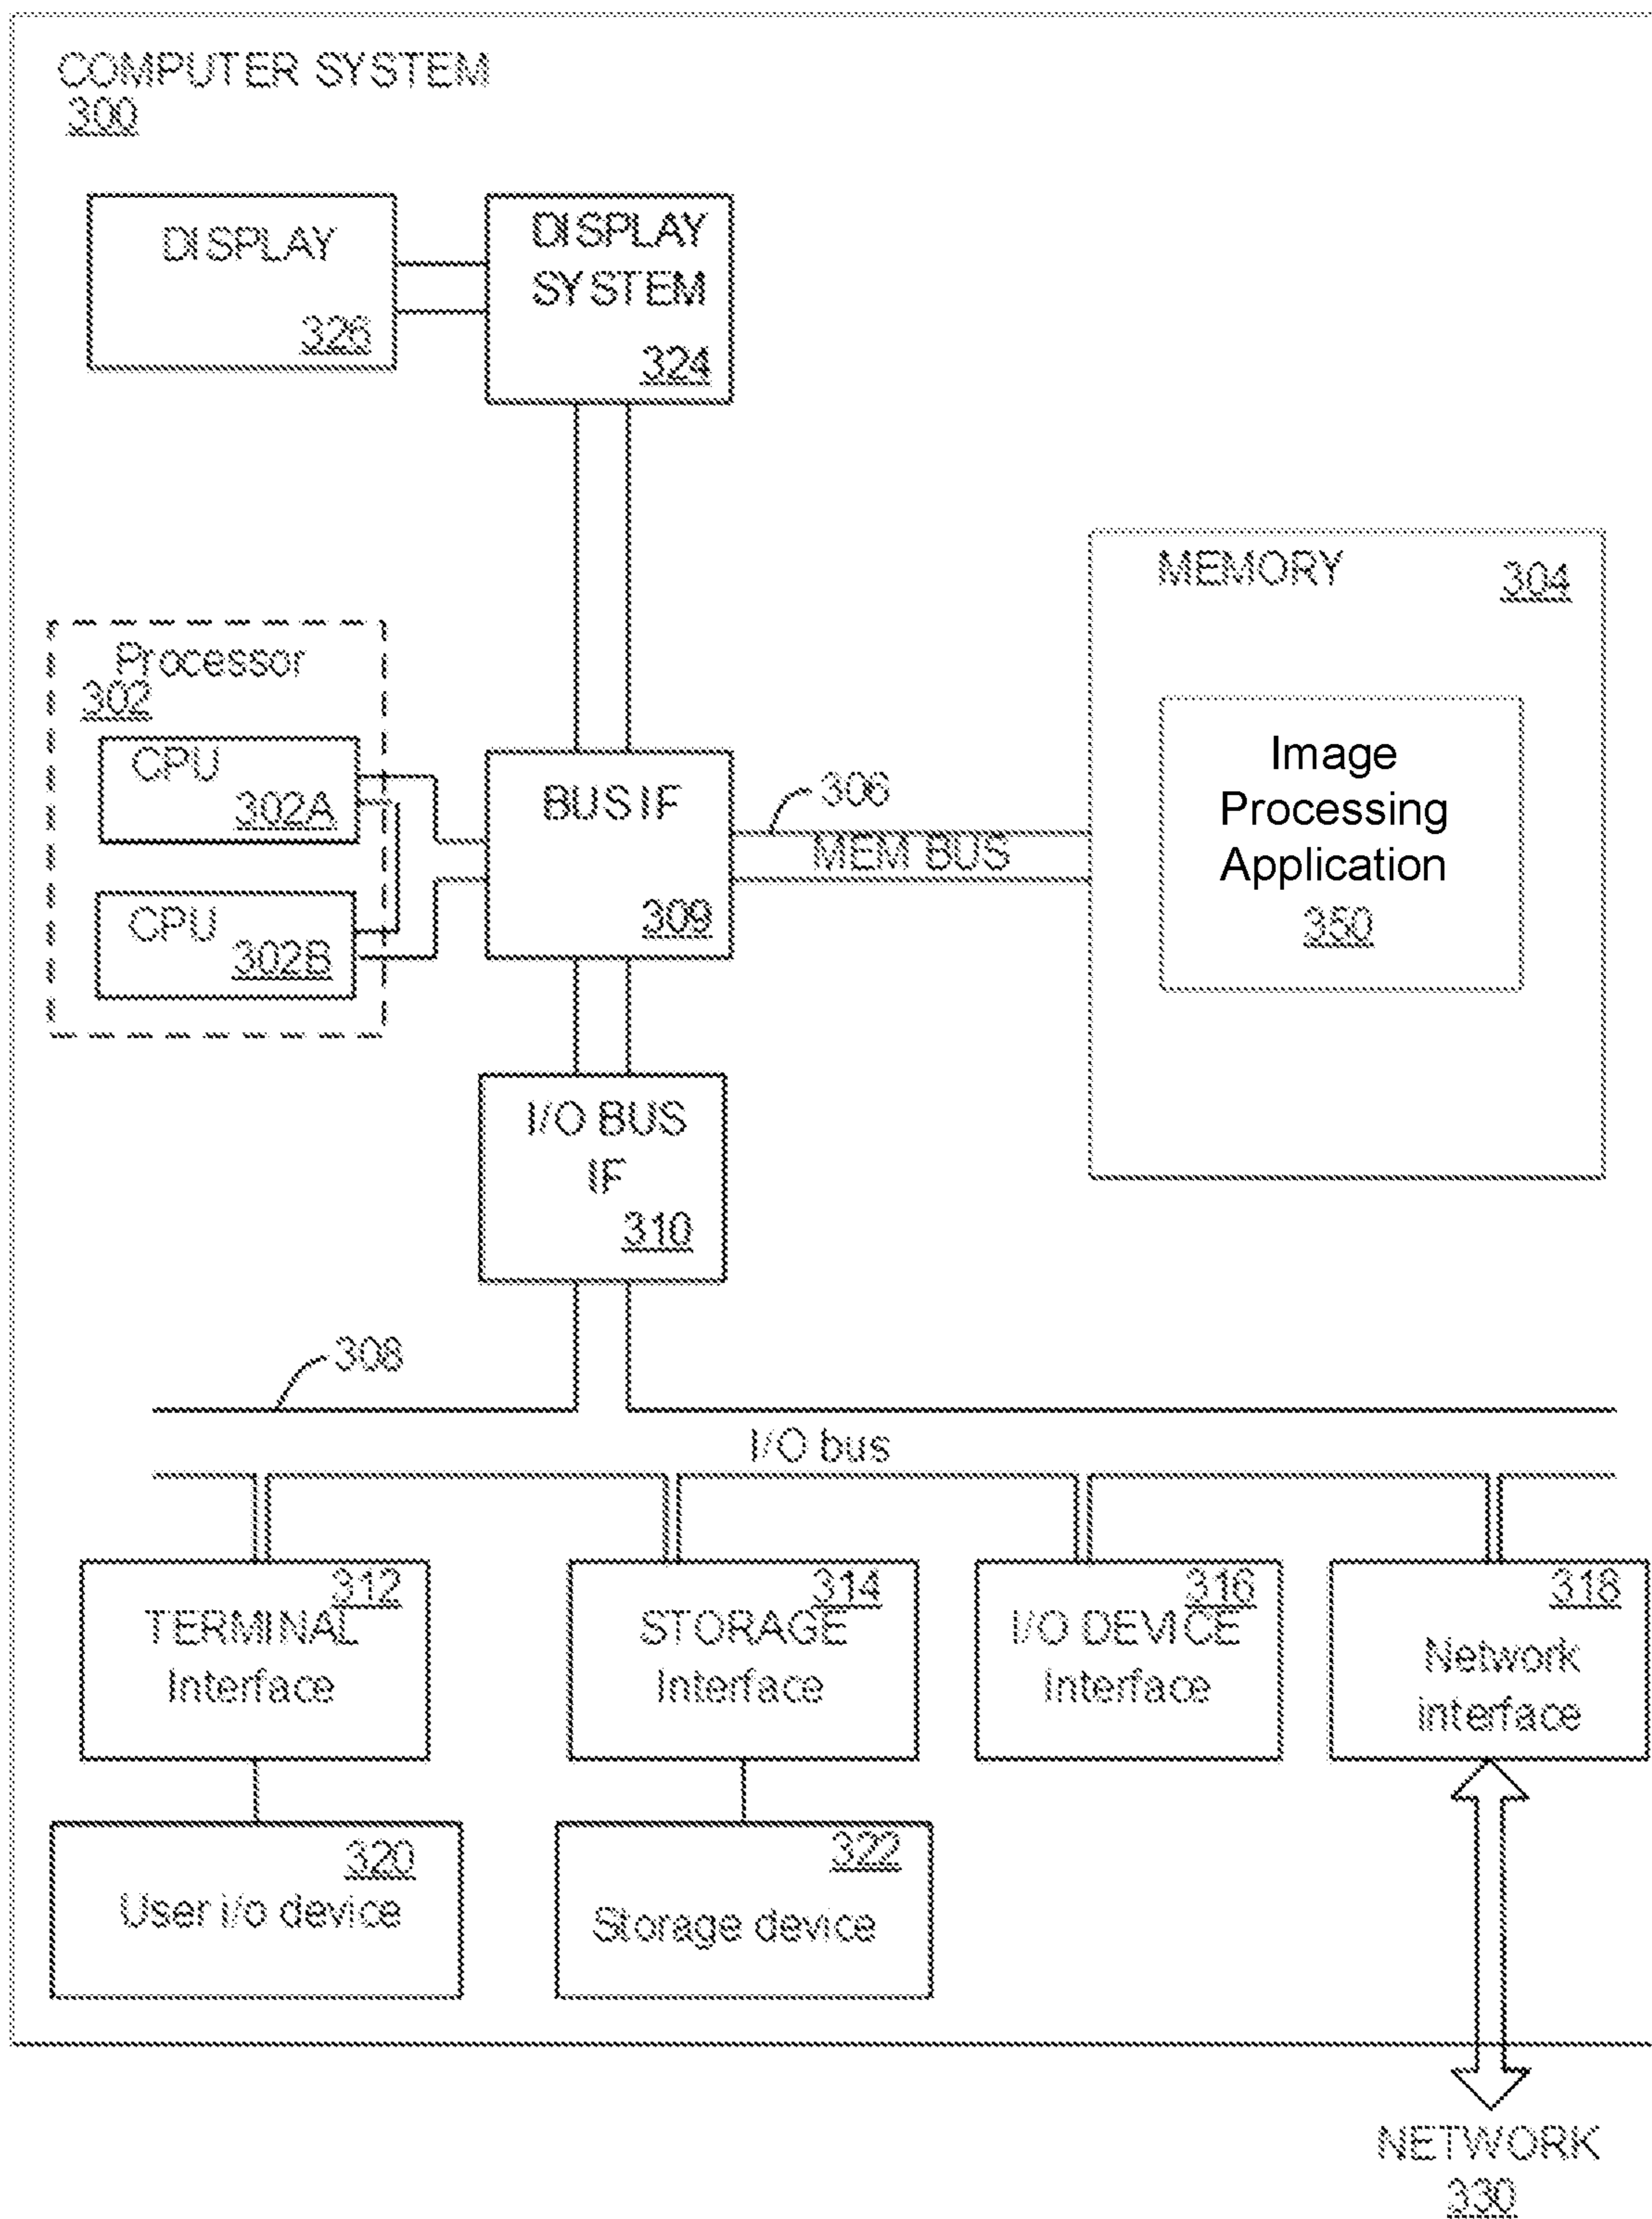 COMPUTER SYSTEM
300
DISPLAY
326
DISPLAY
SYSTEM
324
MEMORY
304
Processor
302
CPU
302A
CPU
302B
BUS IF
309
306
MEM BUS
Image
Processing
Application
350
I/O BUS
IF
310
308
I/O bus
312
TERMINAL
Interface
314
STORAGE
Interface
316
I/O DEVICE
Interface
318
Network
interface
320
User i/o device
322
Storage device
NETWORK
330